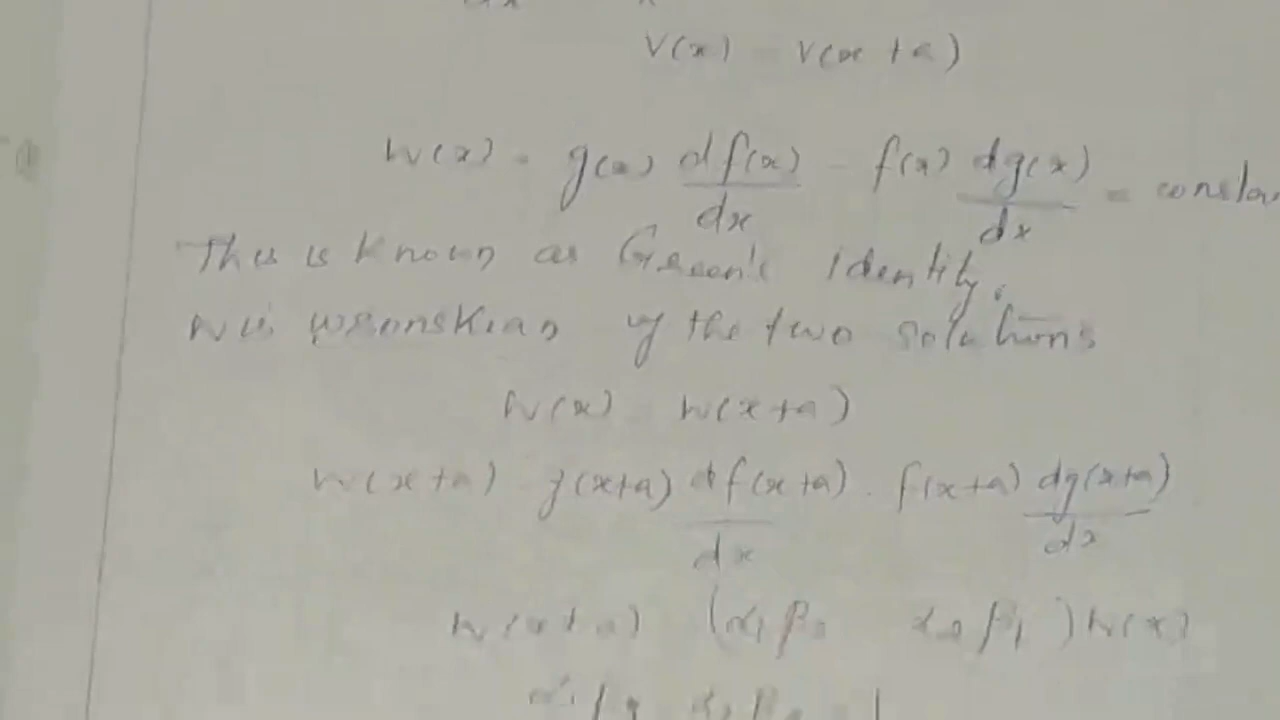 V(x) = V(x+a)
W(x) = g(x) df(x)/dx - f(x) dg(x)/dx = constan
This is known as Green's identity.
W is wronskian of the two solutions
W(x) = W(x+a)
W(x+a) = g(x+a) df(x+a)/dx - f(x+a) dg(x+a)/dx
W(x+a) = (α₁β₂ - α₂β₁) W(x)